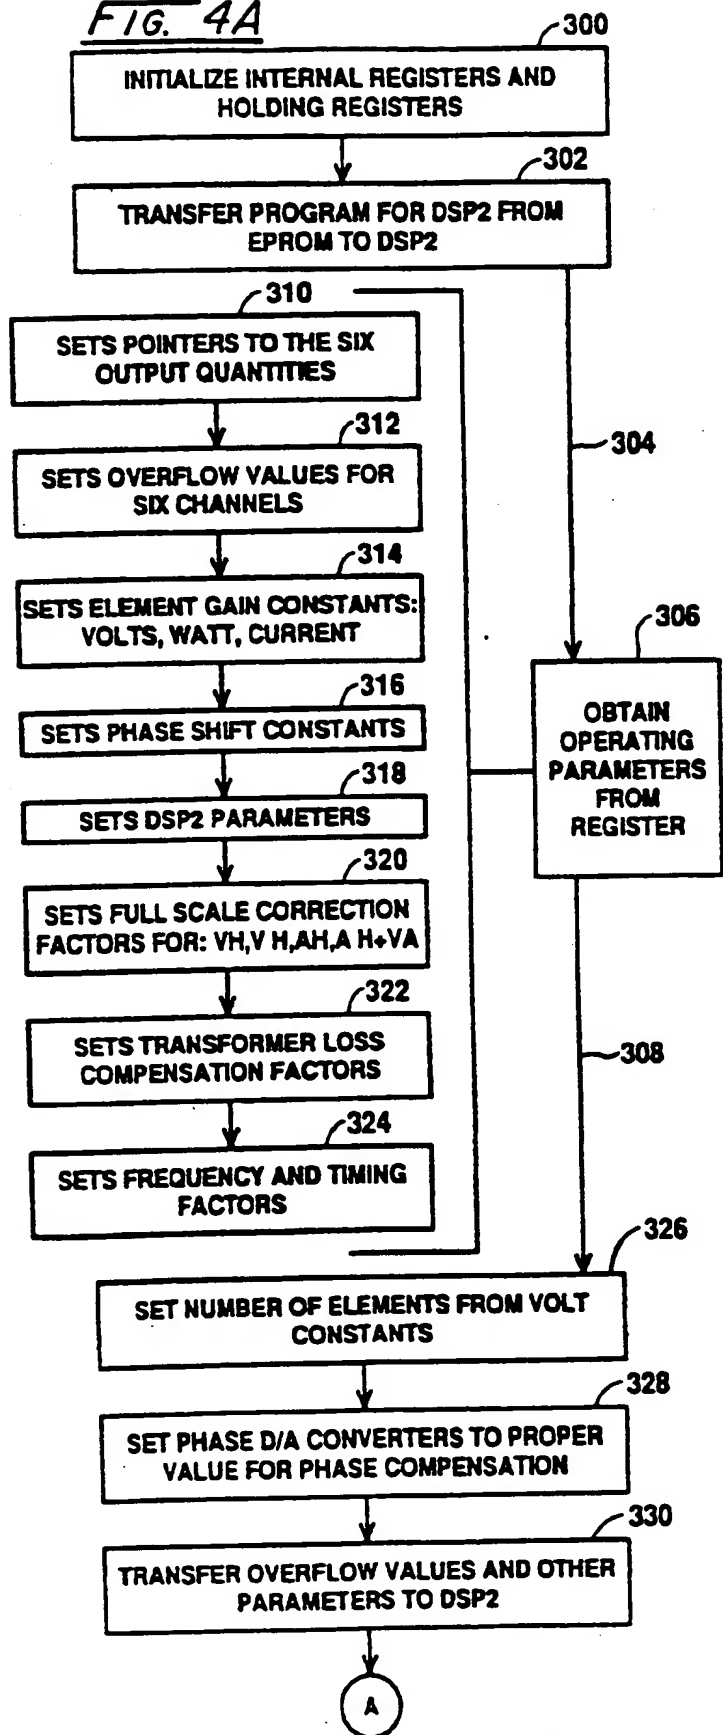 FIG. 4A
300
INITIALIZE INTERNAL REGISTERS AND
HOLDING REGISTERS
302
TRANSFER PROGRAM FOR DSP2 FROM
EPROM TO DSP2
310
SETS POINTERS TO THE SIX
OUTPUT QUANTITIES
312
SETS OVERFLOW VALUES FOR
SIX CHANNELS
304
314
SETS ELEMENT GAIN CONSTANTS:
VOLTS, WATT, CURRENT
306
OBTAIN
OPERATING
PARAMETERS
FROM
REGISTER
316
SETS PHASE SHIFT CONSTANTS
318
SETS DSP2 PARAMETERS
320
SETS FULL SCALE CORRECTION
FACTORS FOR: VH,V H,AH,A H+VA
322
SETS TRANSFORMER LOSS
COMPENSATION FACTORS
308
324
SETS FREQUENCY AND TIMING
FACTORS
326
SET NUMBER OF ELEMENTS FROM VOLT
CONSTANTS
328
SET PHASE D/A CONVERTERS TO PROPER
VALUE FOR PHASE COMPENSATION
330
TRANSFER OVERFLOW VALUES AND OTHER
PARAMETERS TO DSP2
A